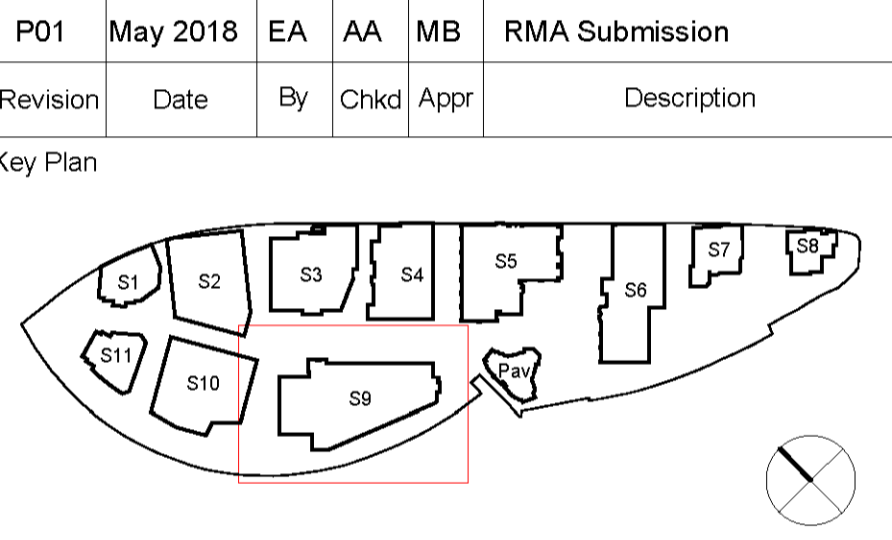 P01 May 2018 EA AA MB RMA Submission
Revision Date By Chkd Appr Description
Key Plan
S1 S2 S3 S4 S5 S6 S7 S8
S11 S10 S9 Pav